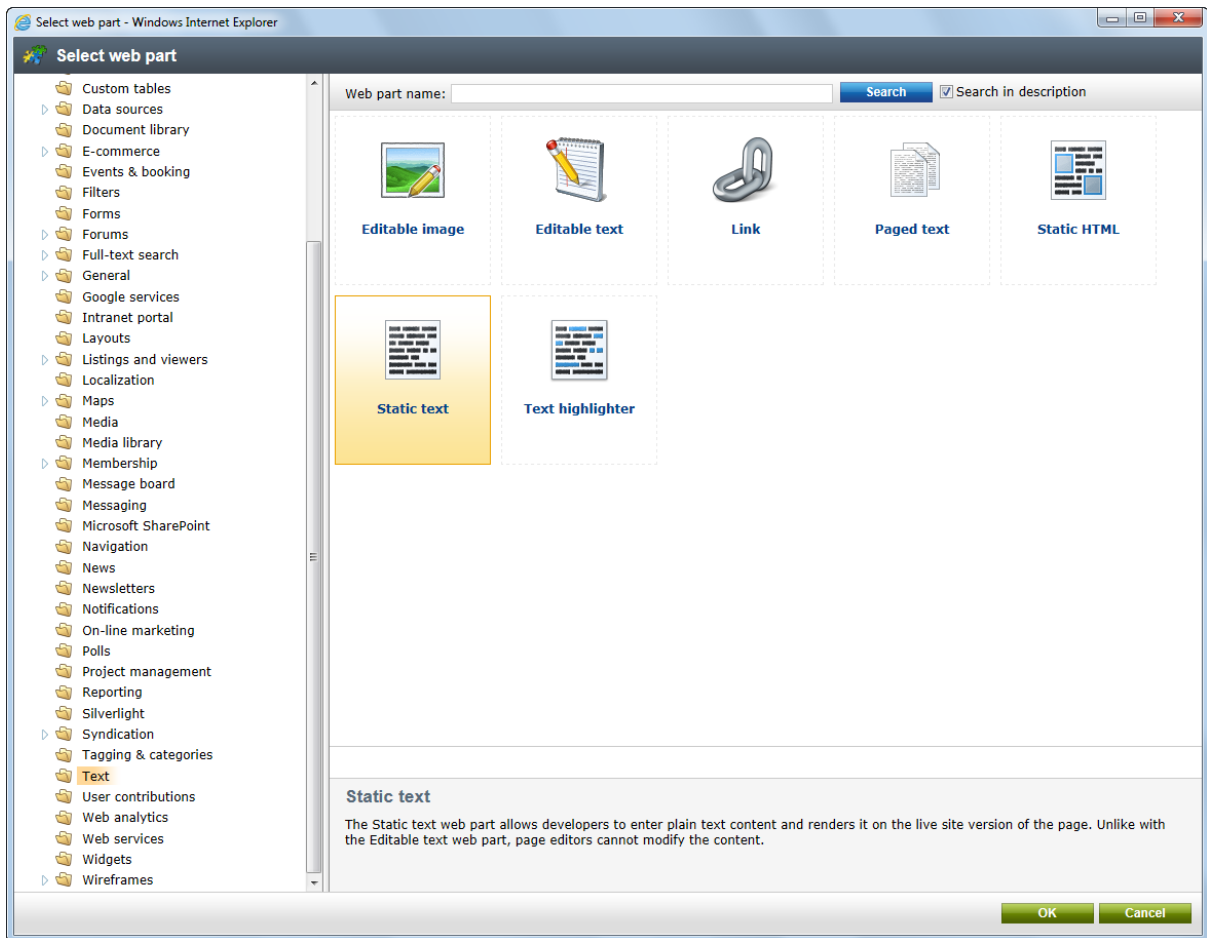 Select web part - Windows Internet Explorer
Select web part
Custom tables
Data sources
Document library
E-commerce
Events & booking
Filters
Forms
Forums
Full-text search
General
Google services
Intranet portal
Layouts
Listings and viewers
Localization
Maps
Media
Media library
Membership
Message board
Messaging
Microsoft SharePoint
Navigation
News
Newsletters
Notifications
On-line marketing
Polls
Project management
Reporting
Silverlight
Syndication
Tagging & categories
Text
User contributions
Web analytics
Web services
Widgets
Wireframes
Web part name: Search Search in description
Editable image Editable text Link Paged text Static HTML
Static text Text highlighter
Static text
The Static text web part allows developers to enter plain text content and renders it on the live site version of the page. Unlike with
the Editable text web part, page editors cannot modify the content.
OK Cancel